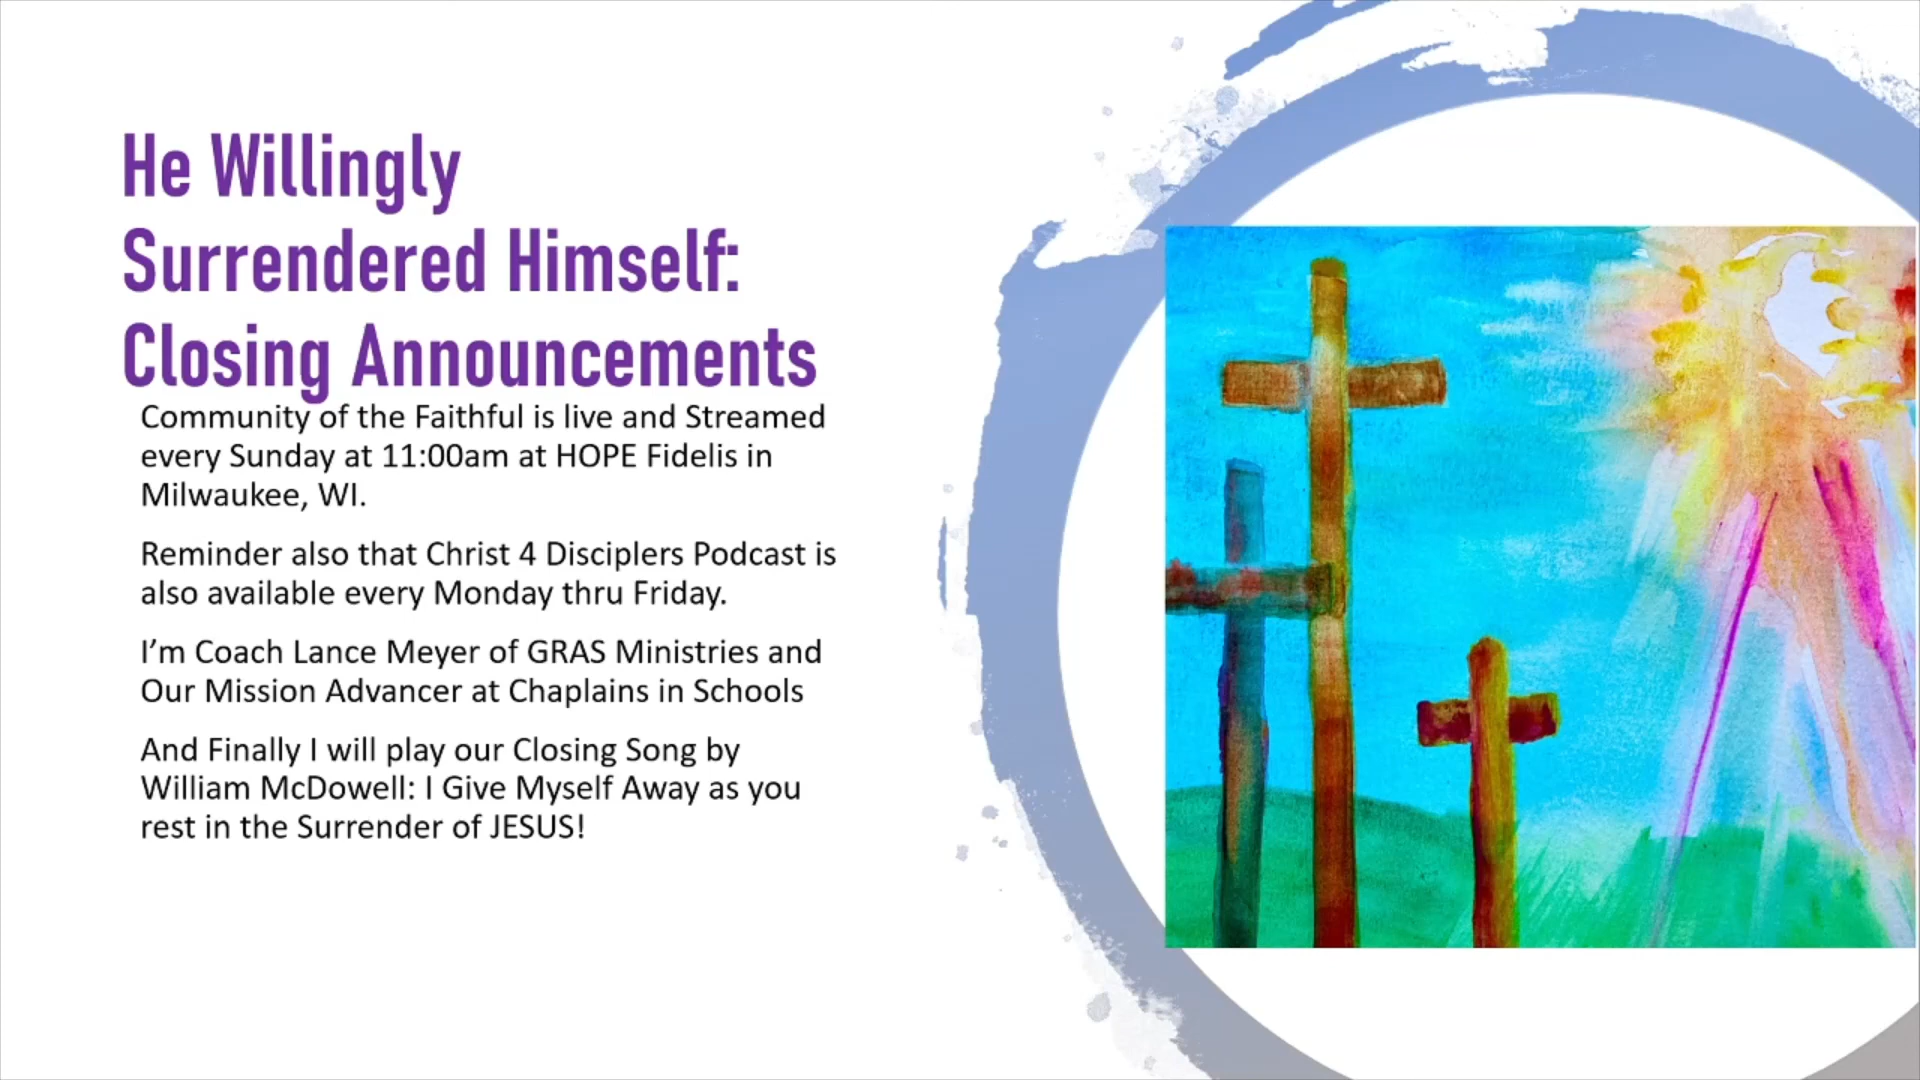 He Willingly
Surrendered Himself:
Closing Announcements
Community of the Faithful is live and Streamed
every Sunday at 11:00am at HOPE Fidelis in
Milwaukee, WI.
Reminder also that Christ 4 Disciplers Podcast is
also available every Monday thru Friday.
I’m Coach Lance Meyer of GRAS Ministries and
Our Mission Advancer at Chaplains in Schools
And Finally I will play our Closing Song by
William McDowell: I Give Myself Away as you
rest in the Surrender of JESUS!